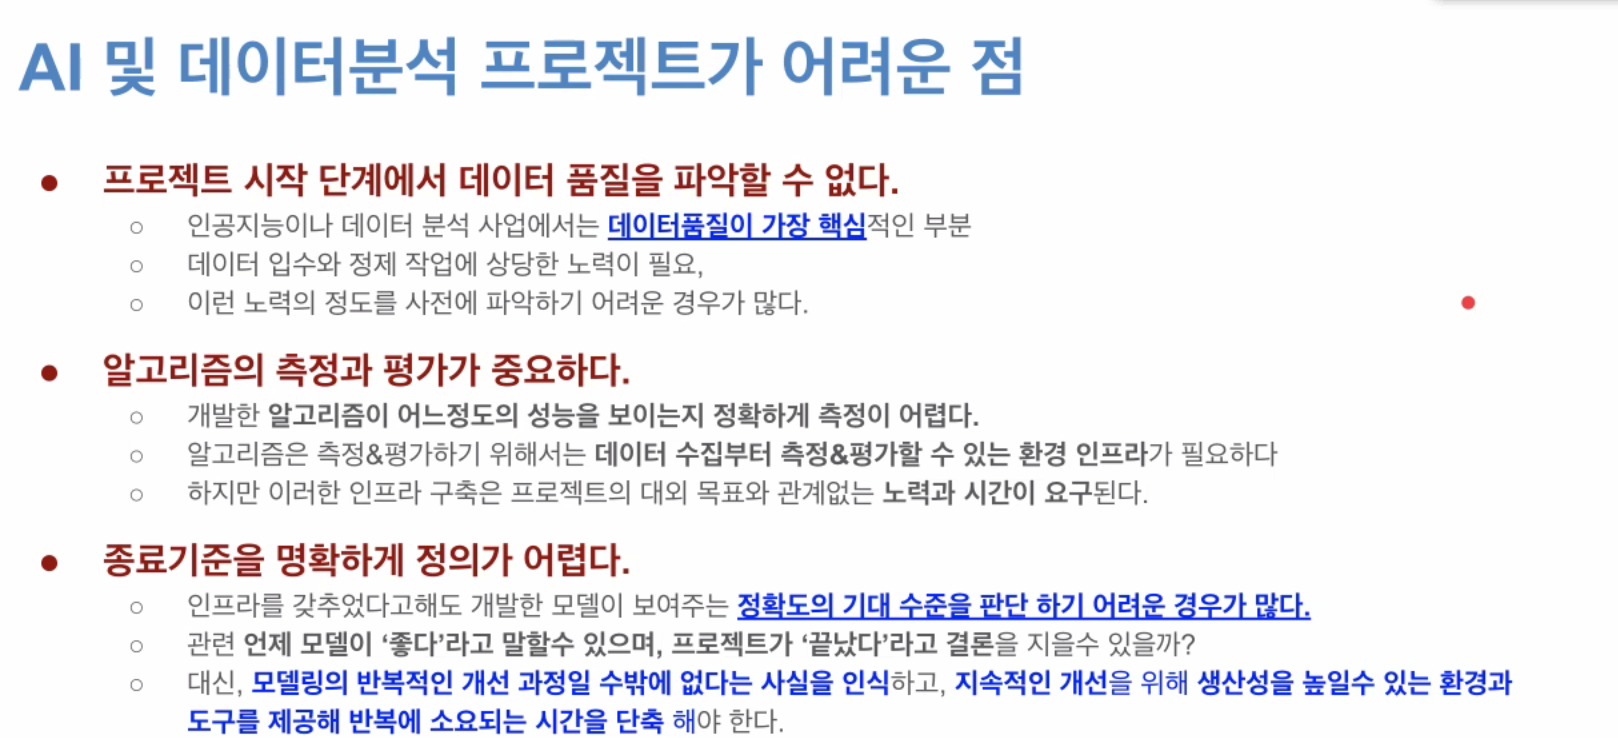 AI 및 데이터분석 프로젝트가 어려운 점
● 프로젝트 시작 단계에서 데이터 품질을 파악할 수 없다.
○ 인공지능이나 데이터 분석 사업에서는 데이터품질이 가장 핵심적인 부분
○ 데이터 입수와 정제 작업에 상당한 노력이 필요,
○ 이런 노력의 정도를 사전에 파악하기 어려운 경우가 많다.
● 알고리즘의 측정과 평가가 중요하다.
○ 개발한 알고리즘이 어느정도의 성능을 보이는지 정확하게 측정이 어렵다.
○ 알고리즘은 측정&평가하기 위해서는 데이터 수집부터 측정&평가할 수 있는 환경 인프라가 필요하다
○ 하지만 이러한 인프라 구축은 프로젝트의 대외 목표와 관계없는 노력과 시간이 요구된다.
● 종료기준을 명확하게 정의가 어렵다.
○ 인프라를 갖추었다고해도 개발한 모델이 보여주는 정확도의 기대 수준을 판단 하기 어려운 경우가 많다.
○ 관련 언제 모델이 ‘좋다’라고 말할수 있으며, 프로젝트가 ‘끝났다’라고 결론을 지을수 있을까?
○ 대신, 모델링의 반복적인 개선 과정일 수밖에 없다는 사실을 인식하고, 지속적인 개선을 위해 생산성을 높일수 있는 환경과
도구를 제공해 반복에 소요되는 시간을 단축 해야 한다.